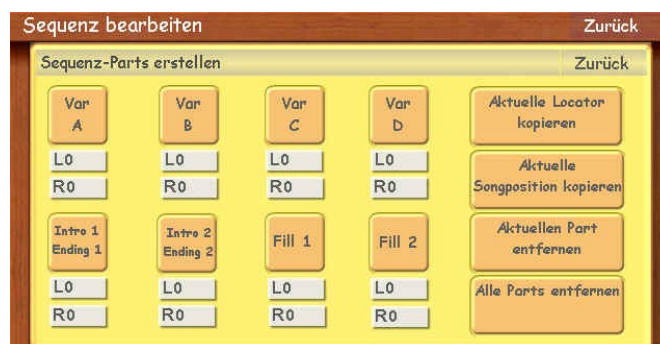 Sequenz bearbeiten Zurück
Sequenz-Parts erstellen Zurück
Var A
Var B
Var C
Var D
Aktuelle Locator
kopieren
L0 L0 L0 L0
R0 R0 R0 R0
Aktuelle
Songposition kopieren
Intro 1
Ending 1
Intro 2
Ending 2
Fill 1
Fill 2
Aktuellen Part
entfernen
L0 L0 L0 L0
R0 R0 R0 R0
Alle Parts entfernen